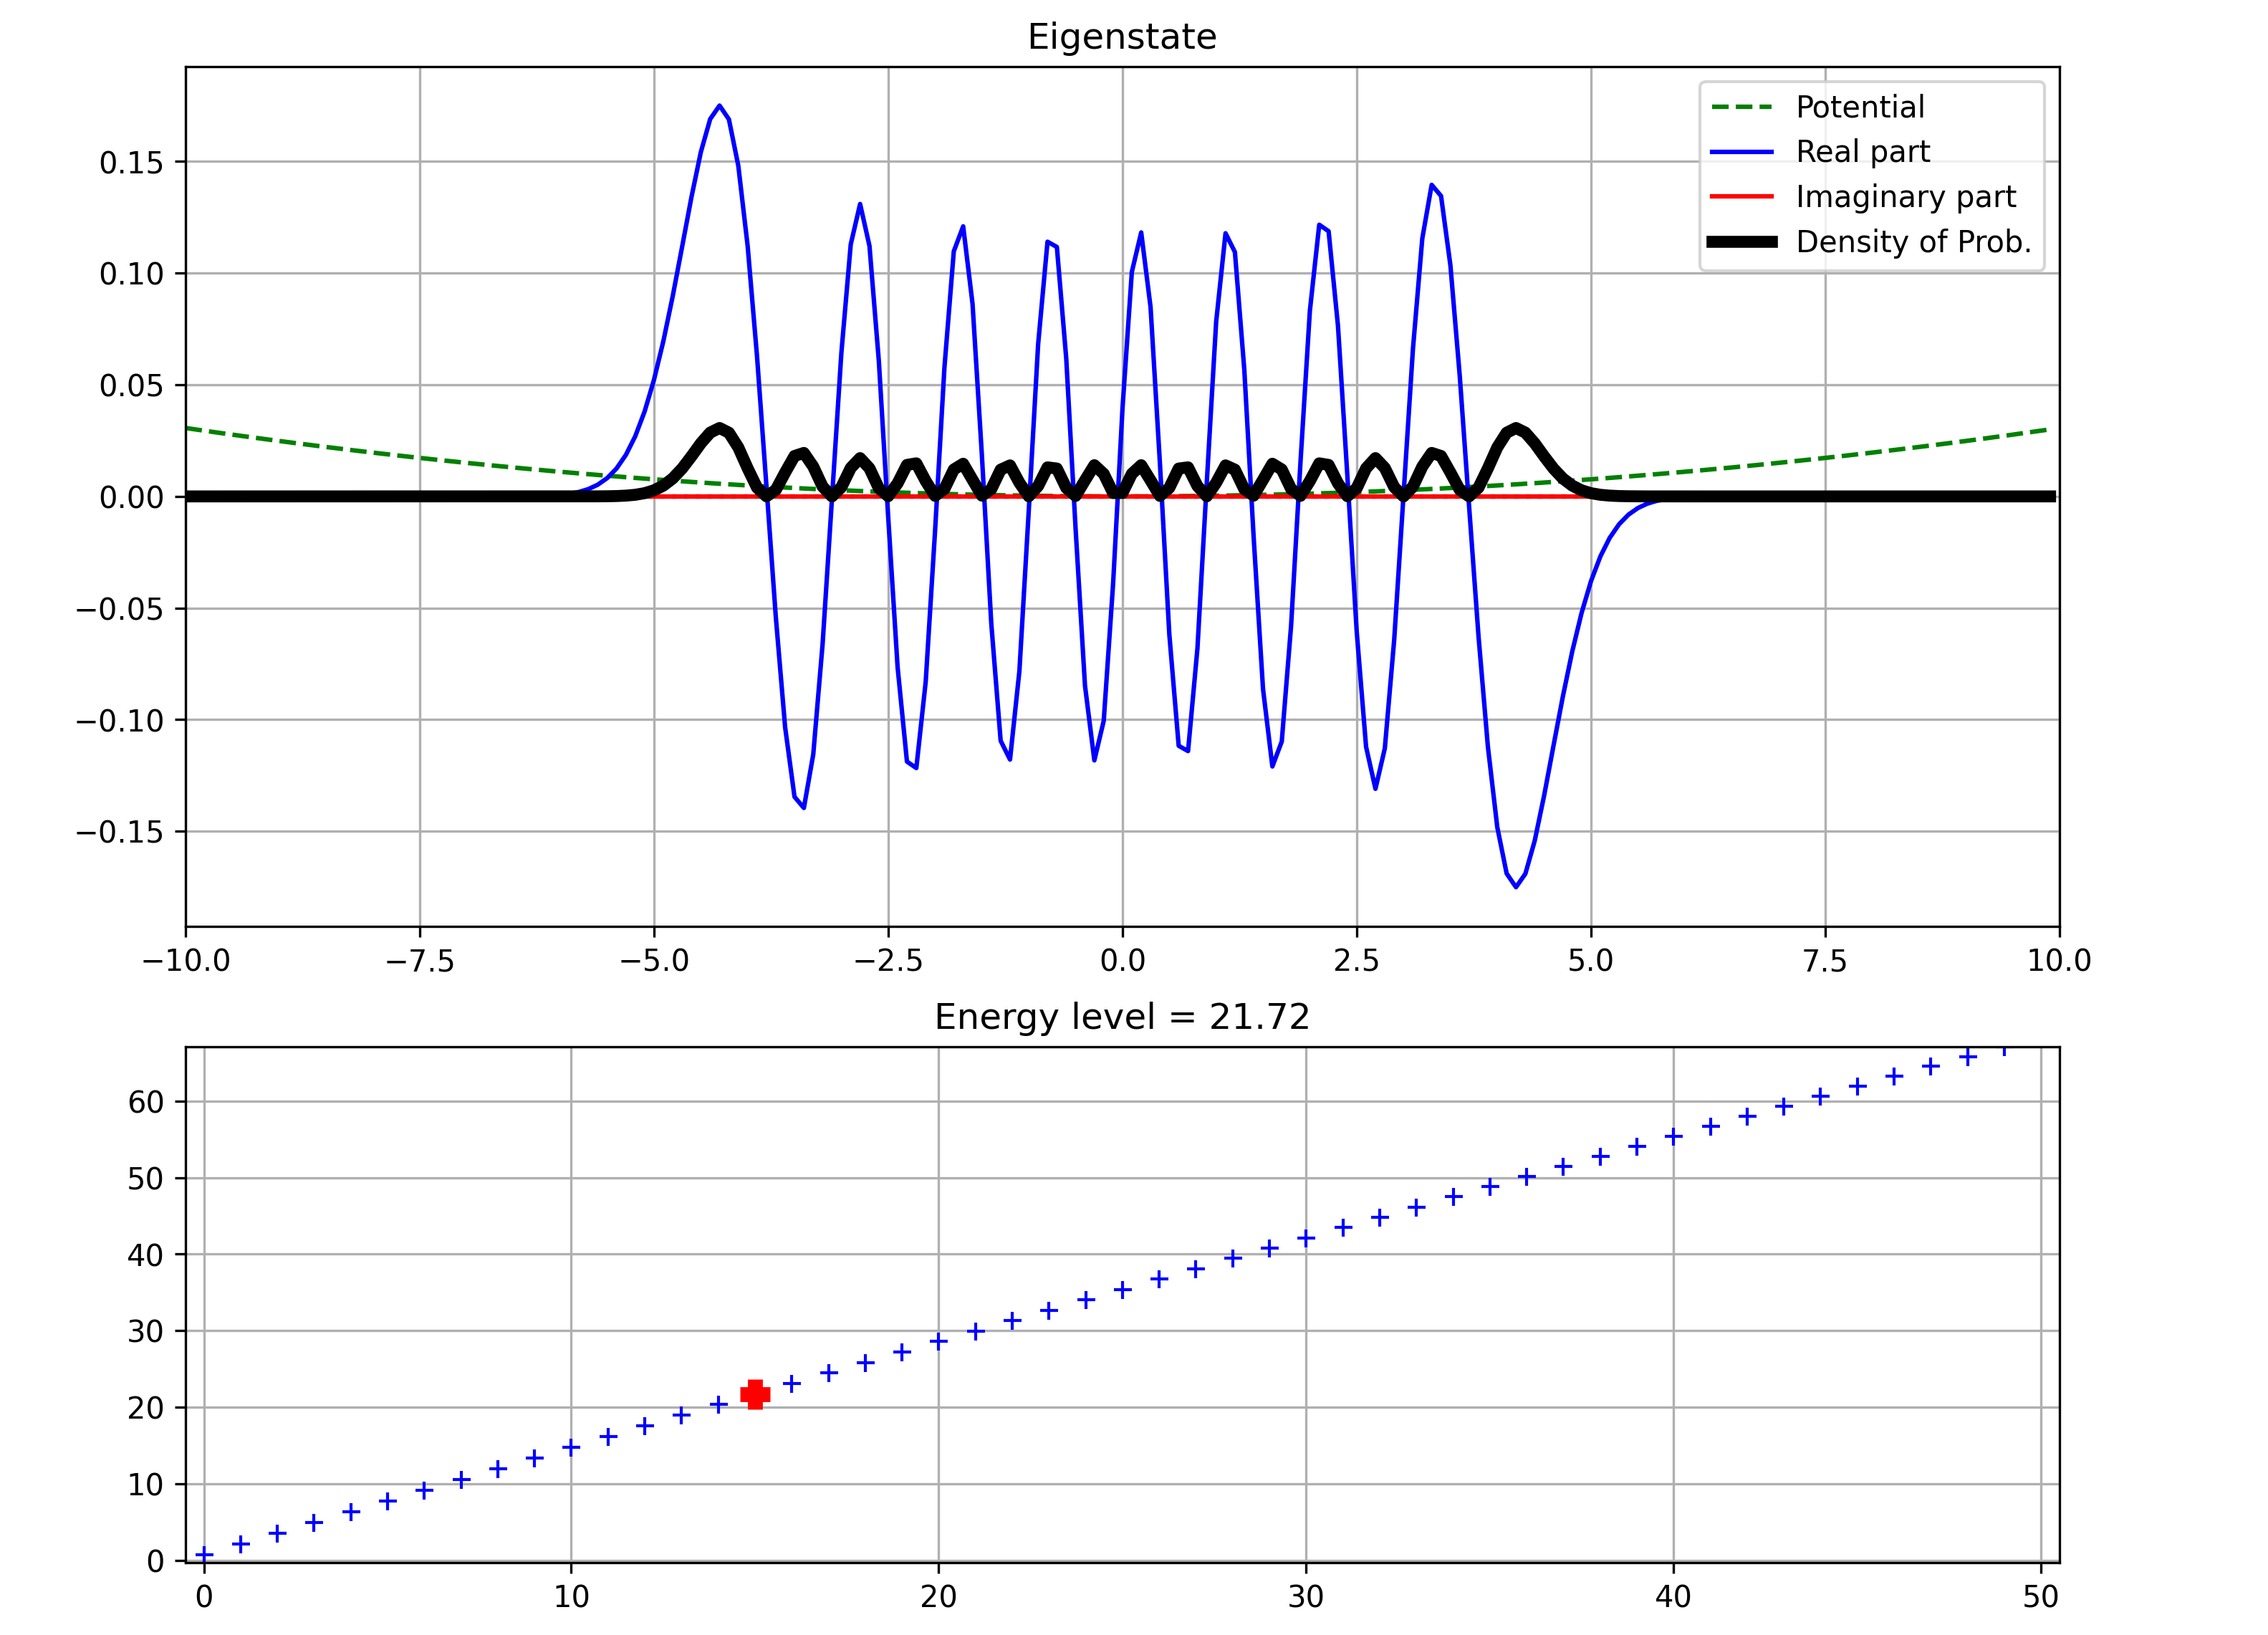 Eigenstate
Potential
Real part
Imaginary part
Density of Prob.
0.15
0.10
0.05
0.00
−0.05
−0.10
−0.15
−10.0 −7.5 −5.0 −2.5 0.0 2.5 5.0 7.5 10.0
Energy level = 21.72
60
50
40
30
20
10
0
0 10 20 30 40 50